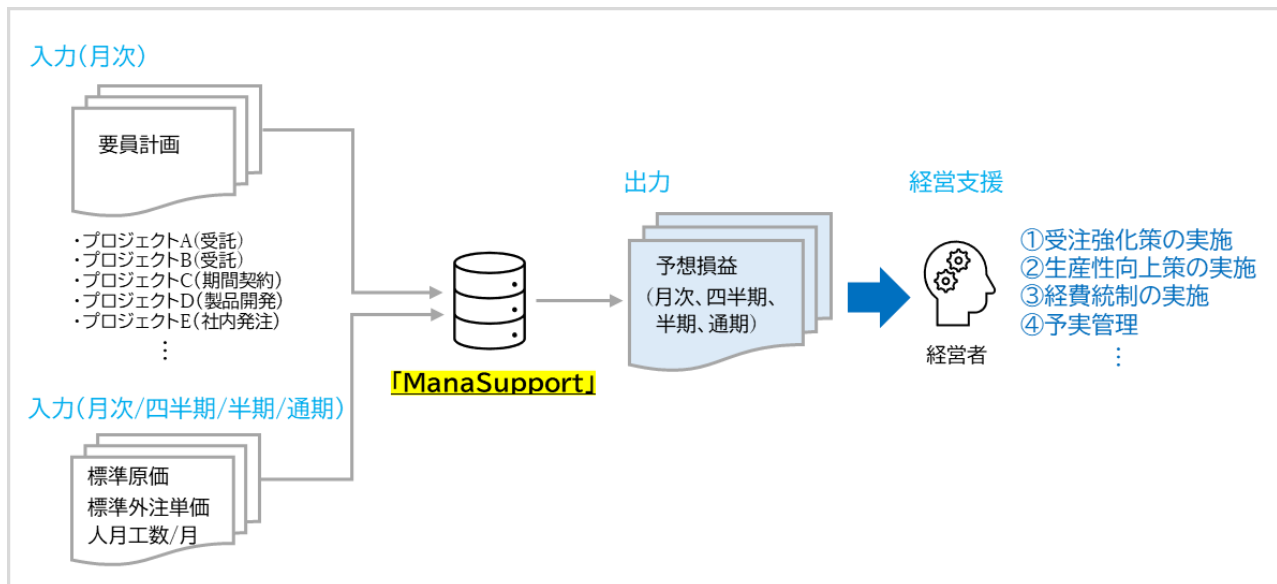 入力(月次)
要員計画
・プロジェクトA(受託)
・プロジェクトB(受託)
・プロジェクトC(期間契約)
・プロジェクトD(製品開発)
・プロジェクトE(社内発注)
⋮
入力(月次/四半期/半期/通期)
標準原価
標準外注単価
人月工数/月
「ManaSupport」
出力
予想損益
(月次、四半期、
半期、通期)
経営支援
経営者
①受注強化策の実施
②生産性向上策の実施
③経費統制の実施
④予実管理
⋮